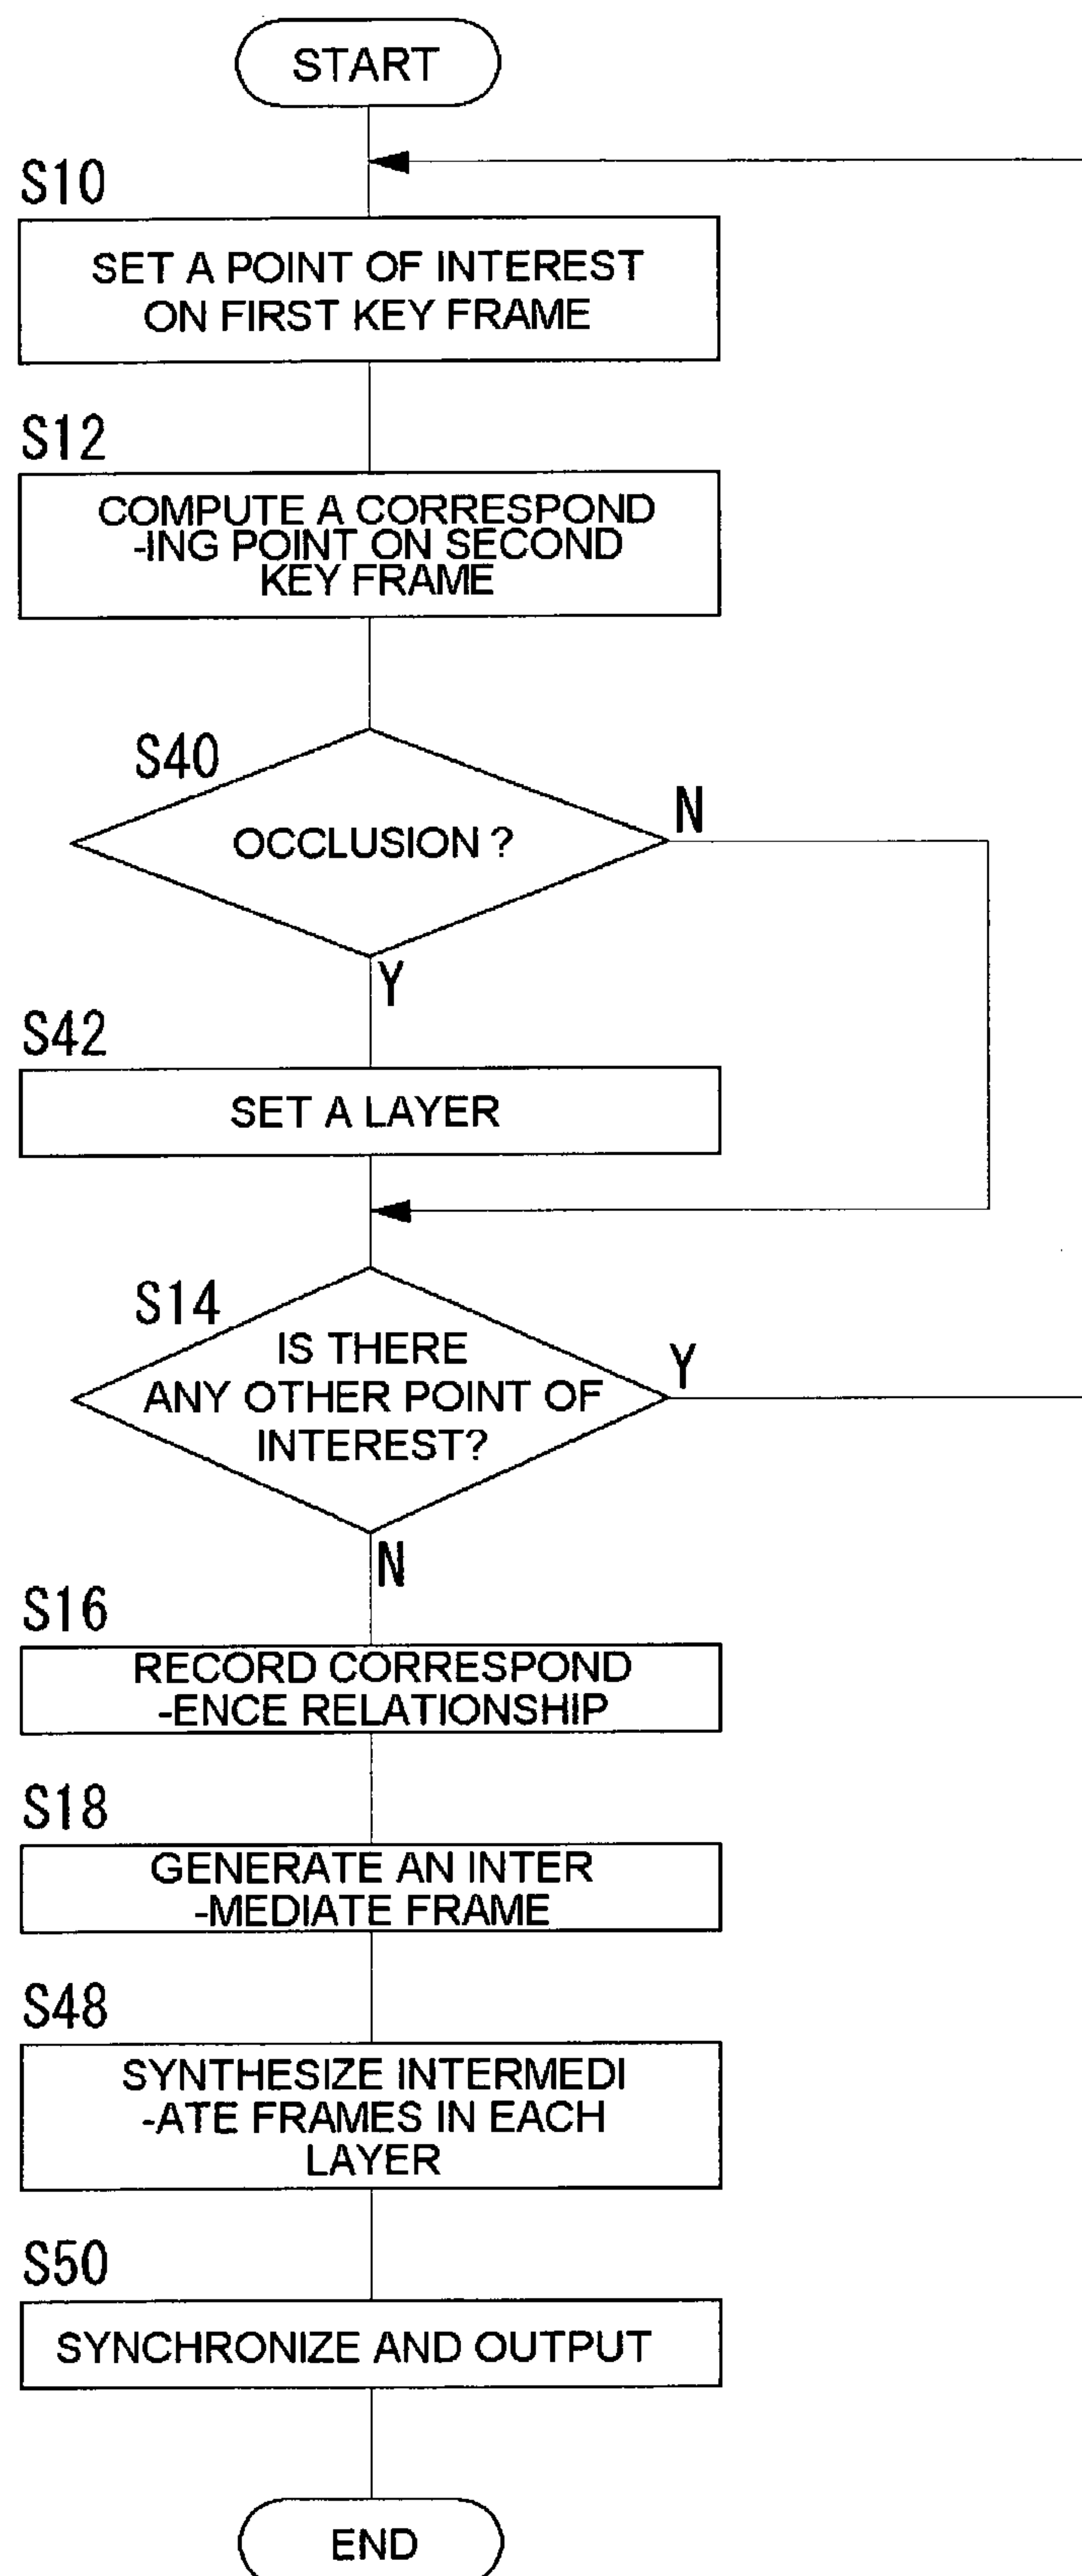 START
S10
SET A POINT OF INTEREST
ON FIRST KEY FRAME
S12
COMPUTE A CORRESPOND
-ING POINT ON SECOND
KEY FRAME
S40
OCCLUSION ?
N
Y
S42
SET A LAYER
S14
IS THERE
ANY OTHER POINT OF
INTEREST?
Y
N
S16
RECORD CORRESPOND
-ENCE RELATIONSHIP
S18
GENERATE AN INTER
-MEDIATE FRAME
S48
SYNTHESIZE INTERMEDI
-ATE FRAMES IN EACH
LAYER
S50
SYNCHRONIZE AND OUTPUT
END